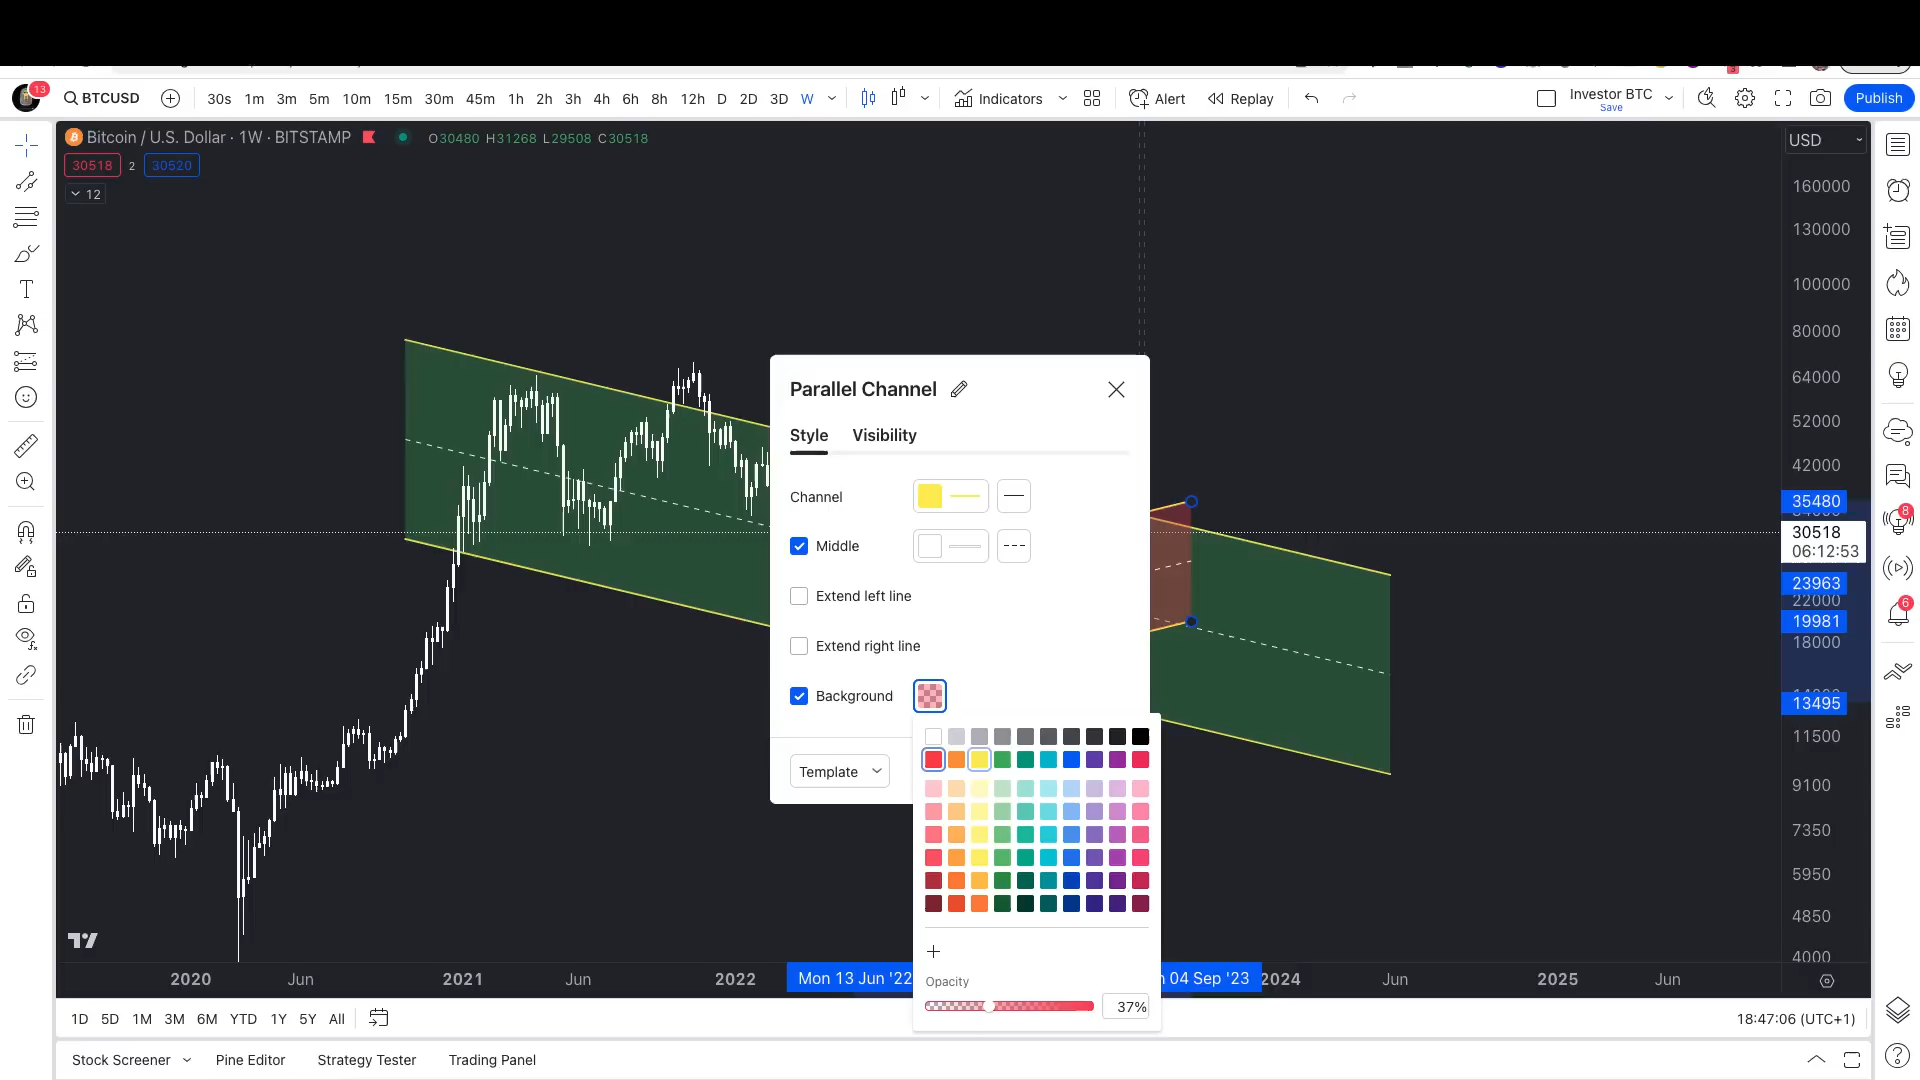 13
BTCUSD
30s 1m 3m 5m 10m 15m 30m 45m 1h 2h 3h 4h 6h 8h 12h D 2D 3D W
Indicators
Alert
Replay
Investor BTC
Save
Publish
Bitcoin / U.S. Dollar · 1W · BITSTAMP
O30480 H31268 L29508 C30518
30518 2 30520
12
USD
160000
130000
100000
80000
64000
52000
42000
35480
30518
06:12:53
23963
22000
19981
18000
13495
11500
9100
7350
5950
4850
4000
3
8
6
Parallel Channel
Style Visibility
Channel
Middle
Extend left line
Extend right line
Background
Template
Opacity
37%
2020 Jun 2021 Jun 2022 Mon 13 Jun '22 04 Sep '23 2024 Jun 2025 Jun
1D 5D 1M 3M 6M YTD 1Y 5Y All
18:47:06 (UTC+1)
Stock Screener Pine Editor Strategy Tester Trading Panel